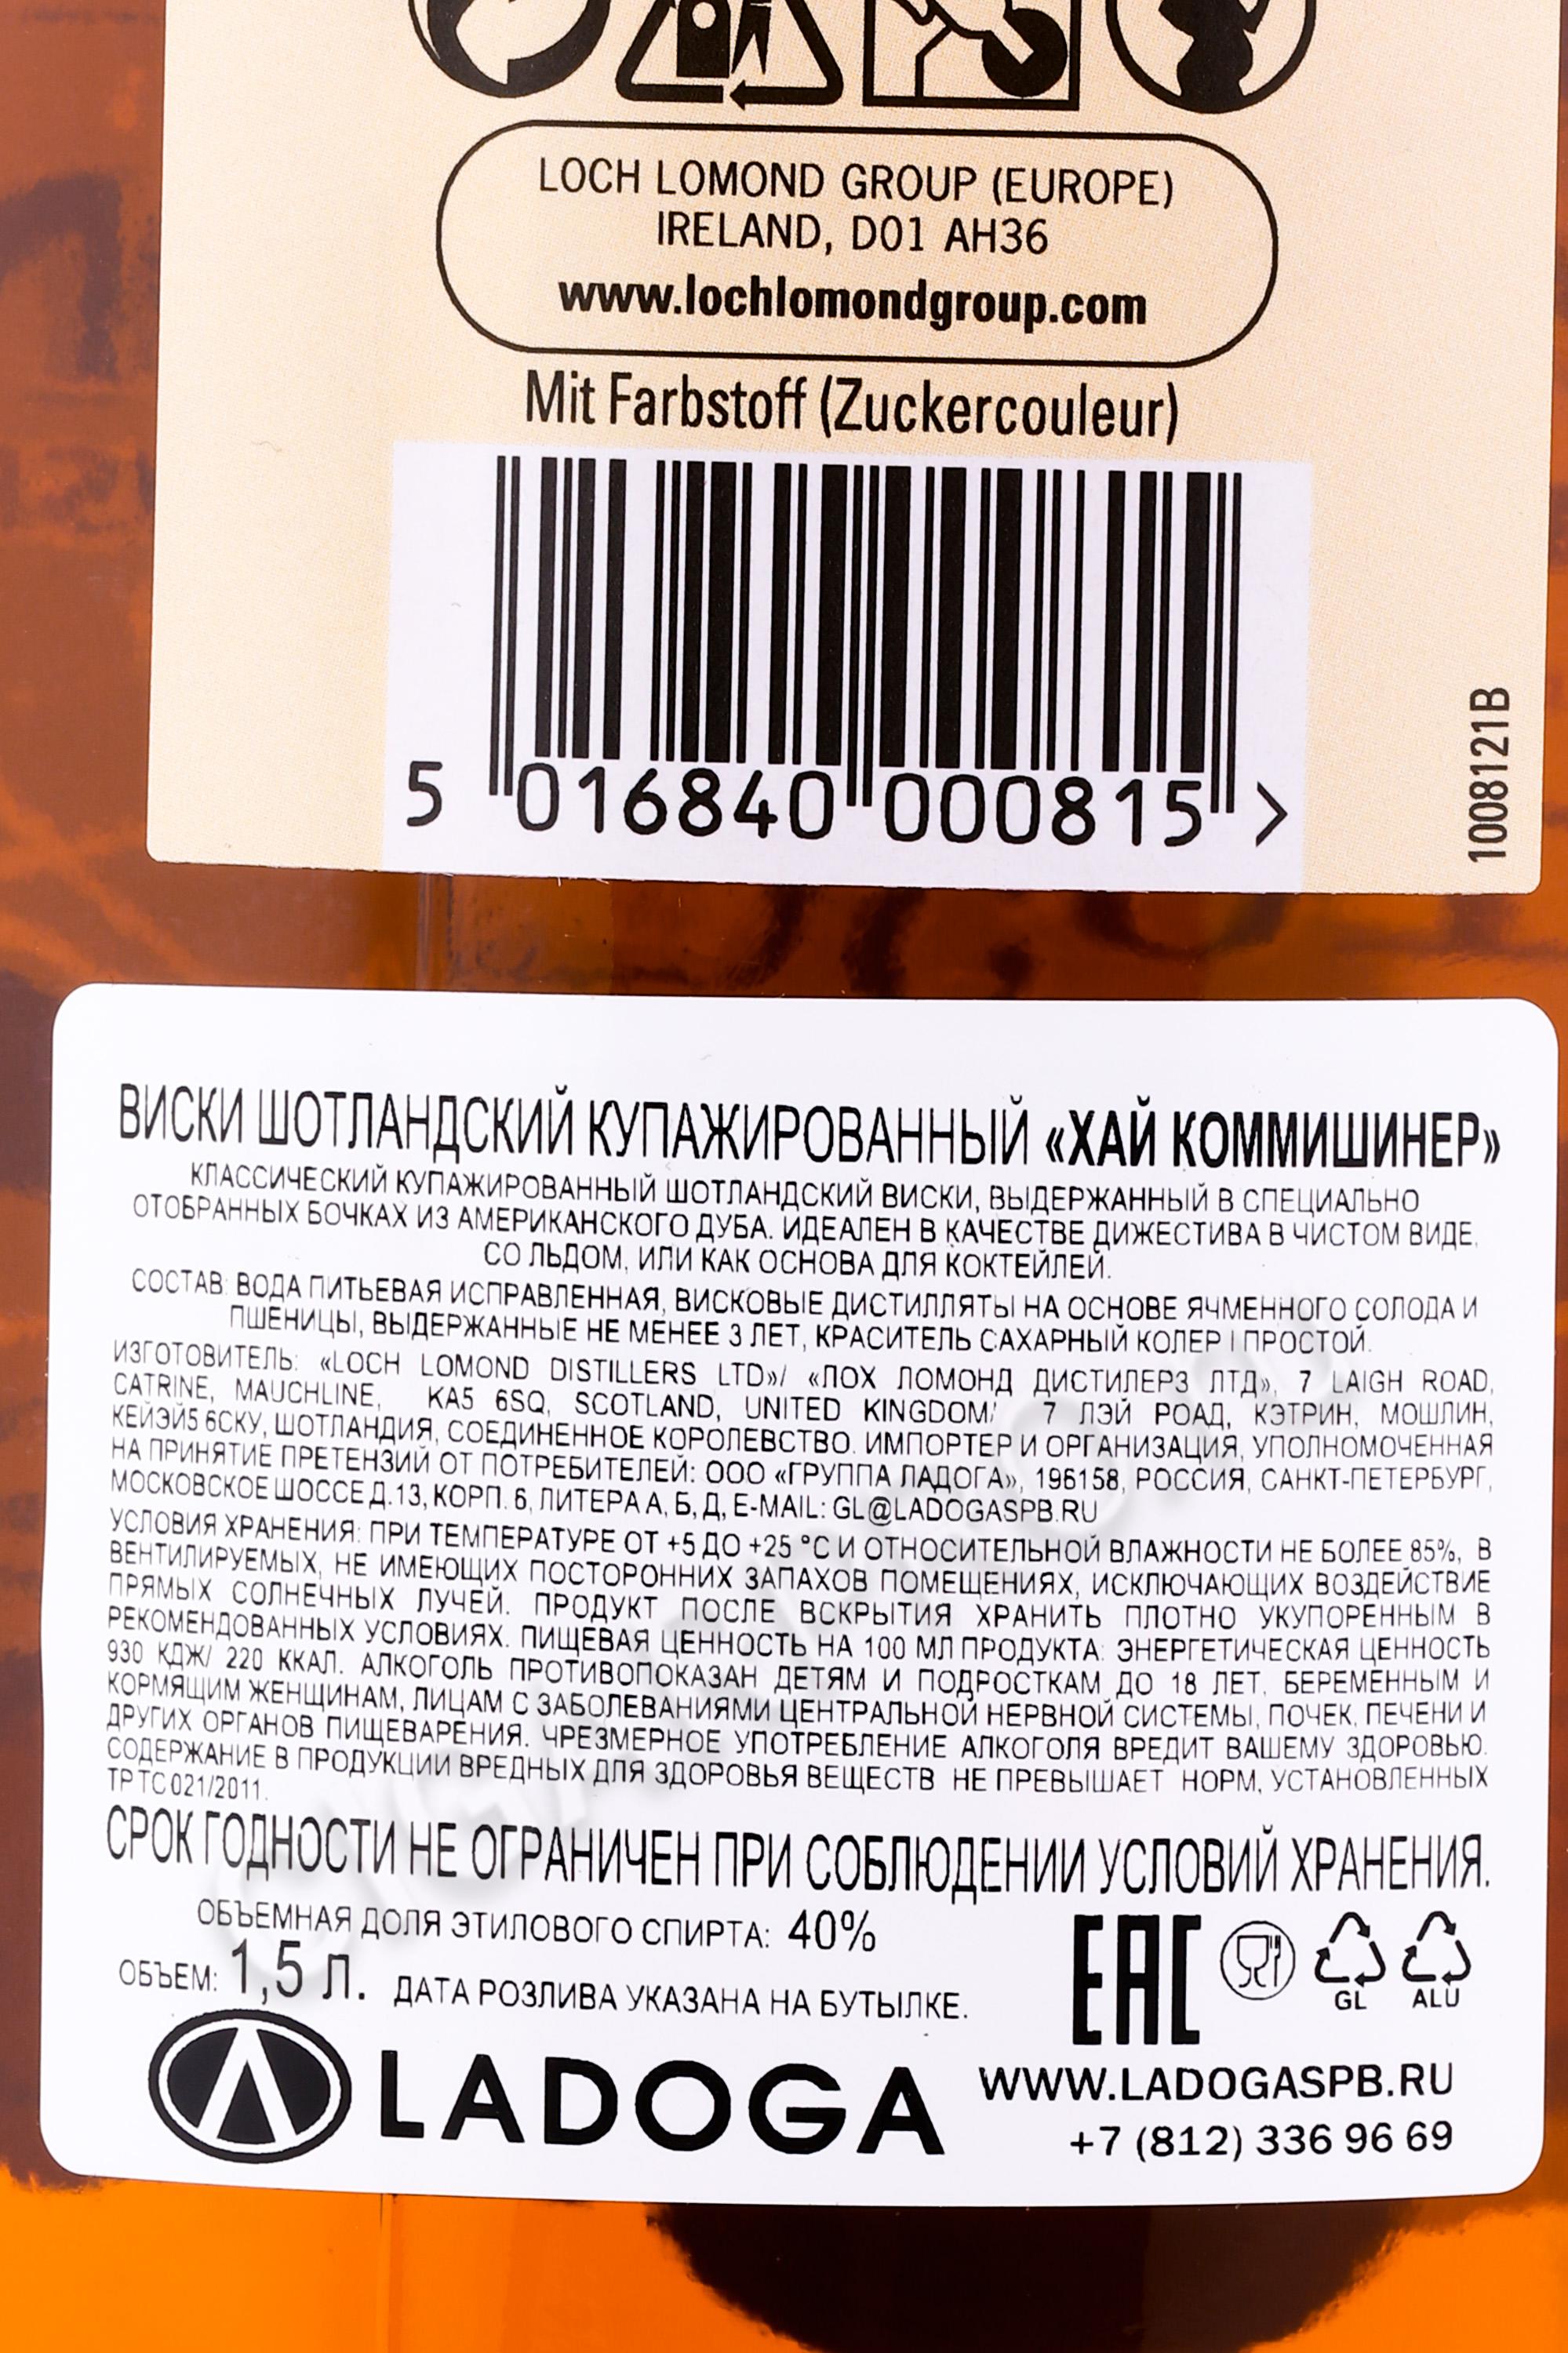 LOCH LOMOND GROUP (EUROPE)
IRELAND, D01 AH36
www.lochlomondgroup.com
Mit Farbstoff (Zuckercouleur)
5 016840 000815 >
1008121B
ВИСКИ ШОТЛАНДСКИЙ КУПАЖИРОВАННЫЙ «ХАЙ КОММИШИНЕР»
КЛАССИЧЕСКИЙ КУПАЖИРОВАННЫЙ ШОТЛАНДСКИЙ ВИСКИ, ВЫДЕРЖАННЫЙ В СПЕЦИАЛЬНО
ОТОБРАННЫХ БОЧКАХ ИЗ АМЕРИКАНСКОГО ДУБА. ИДЕАЛЕН В КАЧЕСТВЕ ДИЖЕСТИВА В ЧИСТОМ ВИДЕ,
СО ЛЬДОМ, ИЛИ КАК ОСНОВА ДЛЯ КОКТЕЙЛЕЙ.
СОСТАВ: ВОДА ПИТЬЕВАЯ ИСПРАВЛЕННАЯ, ВИСКОВЫЕ ДИСТИЛЛЯТЫ НА ОСНОВЕ ЯЧМЕННОГО СОЛОДА И
ПШЕНИЦЫ, ВЫДЕРЖАННЫЕ НЕ МЕНЕЕ 3 ЛЕТ, КРАСИТЕЛЬ САХАРНЫЙ КОЛЕР I ПРОСТОЙ.
ИЗГОТОВИТЕЛЬ: «LOCH LOMOND DISTILLERS LTD»/ «ЛОХ ЛОМОНД ДИСТИЛЕРЗ ЛТД», 7 LAIGH ROAD,
CATRINE, MAUCHLINE, KA5 6SQ, SCOTLAND, UNITED KINGDOM/ 7 ЛЭЙ РОАД, КЭТРИН, МОШЛИН,
КЕЙЭЙ5 6СКУ, ШОТЛАНДИЯ, СОЕДИНЕННОЕ КОРОЛЕВСТВО. ИМПОРТЕР И ОРГАНИЗАЦИЯ, УПОЛНОМОЧЕННАЯ
НА ПРИНЯТИЕ ПРЕТЕНЗИЙ ОТ ПОТРЕБИТЕЛЕЙ: ООО «ГРУППА ЛАДОГА», 196158, РОССИЯ, САНКТ-ПЕТЕРБУРГ,
МОСКОВСКОЕ ШОССЕ Д.13, КОРП. 6, ЛИТЕРА А, Б, Д, E-MAIL: GL@LADOGASPB.RU
УСЛОВИЯ ХРАНЕНИЯ: ПРИ ТЕМПЕРАТУРЕ ОТ +5 ДО +25 °С И ОТНОСИТЕЛЬНОЙ ВЛАЖНОСТИ НЕ БОЛЕЕ 85%, В
ВЕНТИЛИРУЕМЫХ, НЕ ИМЕЮЩИХ ПОСТОРОННИХ ЗАПАХОВ ПОМЕЩЕНИЯХ, ИСКЛЮЧАЮЩИХ ВОЗДЕЙСТВИЕ
ПРЯМЫХ СОЛНЕЧНЫХ ЛУЧЕЙ. ПРОДУКТ ПОСЛЕ ВСКРЫТИЯ ХРАНИТЬ ПЛОТНО УКУПОРЕННЫМ В
РЕКОМЕНДОВАННЫХ УСЛОВИЯХ. ПИЩЕВАЯ ЦЕННОСТЬ НА 100 МЛ ПРОДУКТА: ЭНЕРГЕТИЧЕСКАЯ ЦЕННОСТЬ
930 КДЖ/ 220 ККАЛ. АЛКОГОЛЬ ПРОТИВОПОКАЗАН ДЕТЯМ И ПОДРОСТКАМ ДО 18 ЛЕТ, БЕРЕМЕННЫМ И
КОРМЯЩИМ ЖЕНЩИНАМ, ЛИЦАМ С ЗАБОЛЕВАНИЯМИ ЦЕНТРАЛЬНОЙ НЕРВНОЙ СИСТЕМЫ, ПОЧЕК, ПЕЧЕНИ И
ДРУГИХ ОРГАНОВ ПИЩЕВАРЕНИЯ. ЧРЕЗМЕРНОЕ УПОТРЕБЛЕНИЕ АЛКОГОЛЯ ВРЕДИТ ВАШЕМУ ЗДОРОВЬЮ.
СОДЕРЖАНИЕ В ПРОДУКЦИИ ВРЕДНЫХ ДЛЯ ЗДОРОВЬЯ ВЕЩЕСТВ НЕ ПРЕВЫШАЕТ НОРМ, УСТАНОВЛЕННЫХ
ТР ТС 021/2011.
СРОК ГОДНОСТИ НЕ ОГРАНИЧЕН ПРИ СОБЛЮДЕНИИ УСЛОВИЙ ХРАНЕНИЯ.
ОБЪЕМНАЯ ДОЛЯ ЭТИЛОВОГО СПИРТА: 40%
ОБЪЕМ: 1,5 Л. ДАТА РОЗЛИВА УКАЗАНА НА БУТЫЛКЕ.
EAC
GL ALU
LADOGA
WWW.LADOGASPB.RU
+7 (812) 336 96 69